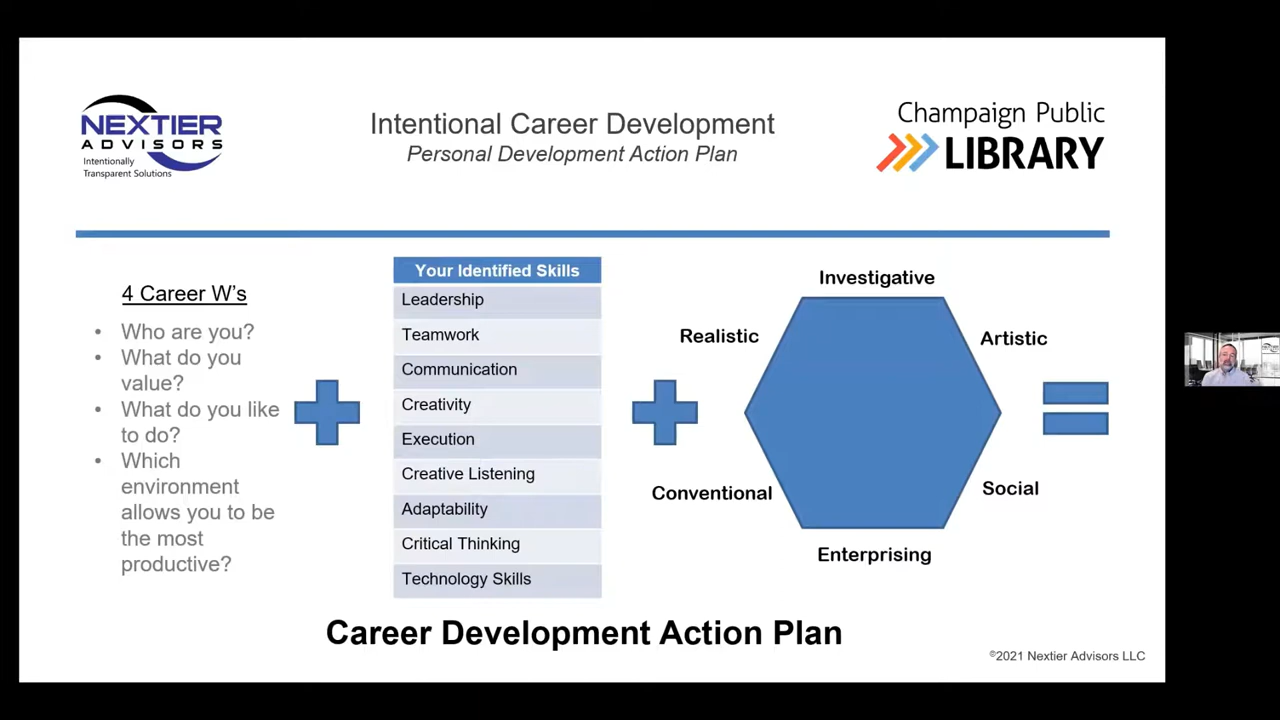 NEXTIER
ADVISORS
Intentionally
Transparent Solutions
Intentional Career Development
Personal Development Action Plan
Champaign Public
LIBRARY
4 Career W's
• Who are you?
• What do you
value?
• What do you like
to do?
• Which
environment
allows you to be
the most
productive?
Your Identified Skills
Leadership
Teamwork
Communication
Creativity
Execution
Creative Listening
Adaptability
Critical Thinking
Technology Skills
Investigative
Realistic
Artistic
Conventional
Social
Enterprising
Career Development Action Plan
©2021 Nextier Advisors LLC
NEXTIER